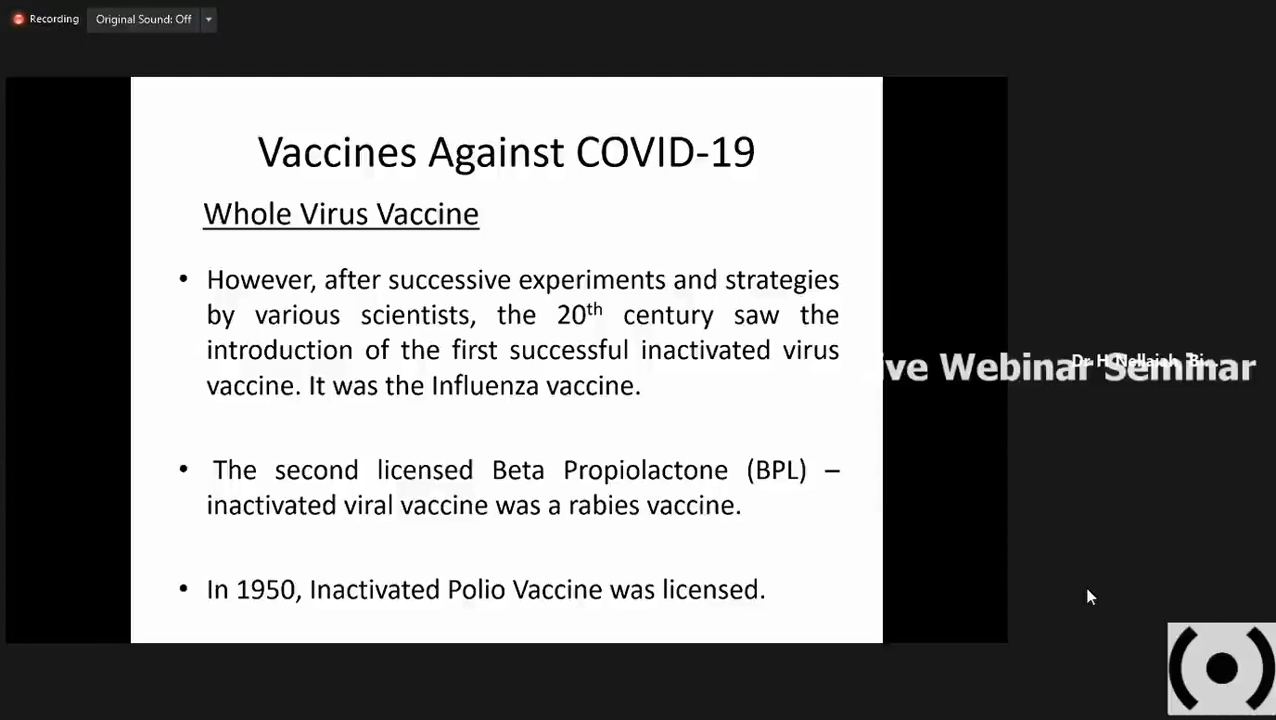 Recording
Original Sound: Off
Vaccines Against COVID-19
Whole Virus Vaccine
• However, after successive experiments and strategies
by various scientists, the 20th century saw the
introduction of the first successful inactivated virus
vaccine. It was the Influenza vaccine.
• The second licensed Beta Propiolactone (BPL) –
inactivated viral vaccine was a rabies vaccine.
• In 1950, Inactivated Polio Vaccine was licensed.
ive Webinar Seminar
Dr H